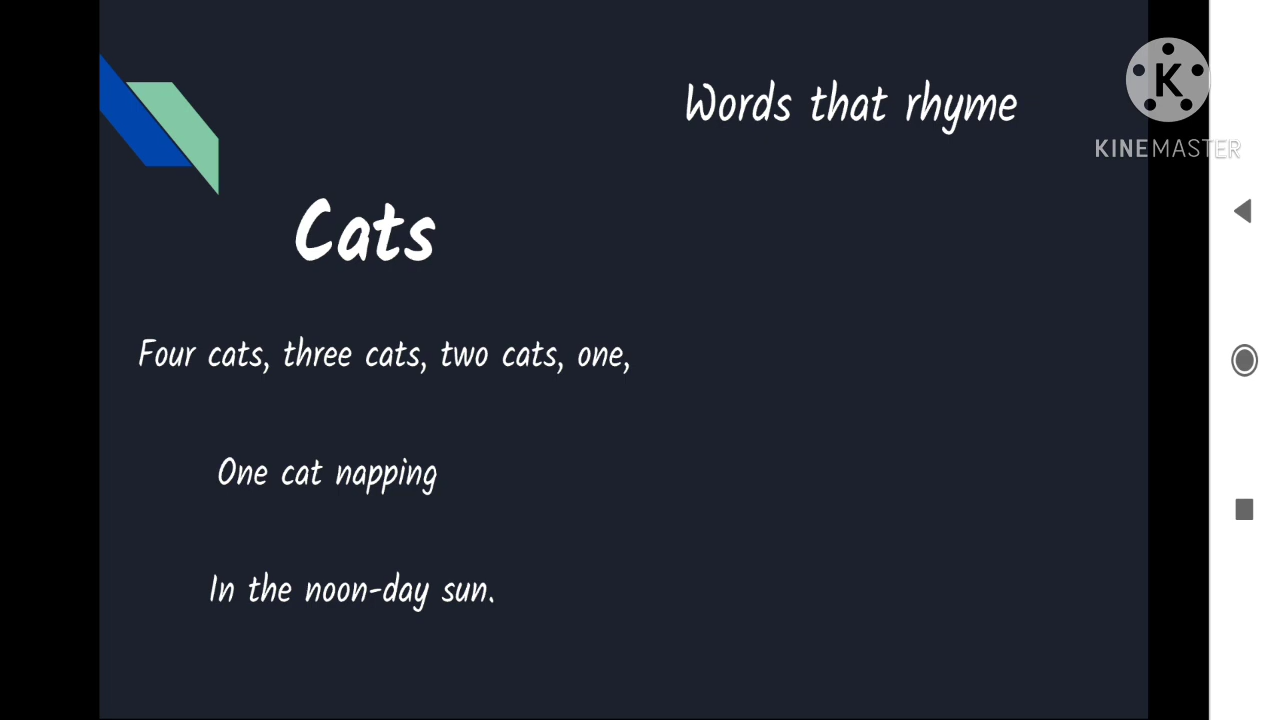 Words that rhyme
K
KINEMASTER
Cats
Four cats, three cats, two cats, one,
One cat napping
In the noon-day sun.